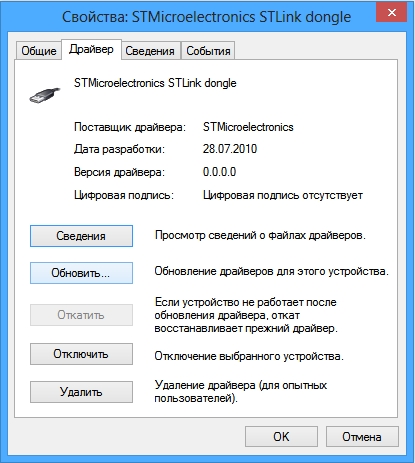 Свойства: STMicroelectronics STLink dongle
Общие Драйвер Сведения События
STMicroelectronics STLink dongle
Поставщик драйвера: STMicroelectronics
Дата разработки: 28.07.2010
Версия драйвера: 0.0.0.0
Цифровая подпись: Цифровая подпись отсутствует
Сведения Просмотр сведений о файлах драйверов.
Обновить... Обновление драйверов для этого устройства.
Откатить Если устройство не работает после
обновления драйвера, откат
восстанавливает прежний драйвер.
Отключить Отключение выбранного устройства.
Удалить Удаление драйвера (для опытных
пользователей).
OK Отмена